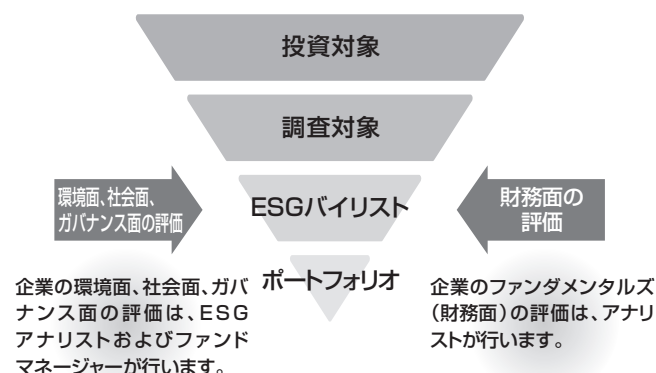 投資対象
調査対象
環境面、社会面、
ガバナンス面の評価
ESGバイリスト
財務面の
評価
ポートフォリオ
企業の環境面、社会面、ガバ
ナンス面の評価は、ESG
アナリストおよびファンド
マネージャーが行います。
企業のファンダメンタルズ
(財務面)の評価は、アナリ
ストが行います。